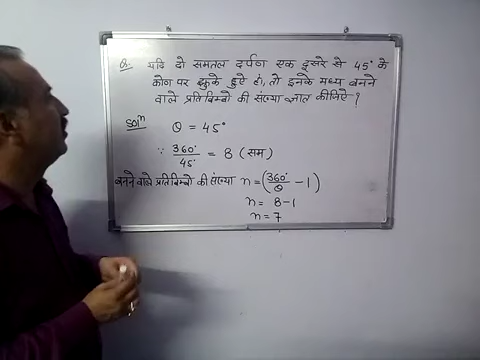 Q. यदि दो समतल दर्पण एक दूसरे से 45° के
कोण पर झुके हुऐ हों, तो इनके मध्य बनने
वाले प्रतिबिम्बो की संख्या ज्ञात कीजिऐ ?
Solⁿ θ = 45°
∵ 360°/45° = 8 (सम)
बनने वाले प्रतिबिम्बो की संख्या n = (360°/θ - 1)
n = 8-1
n = 7